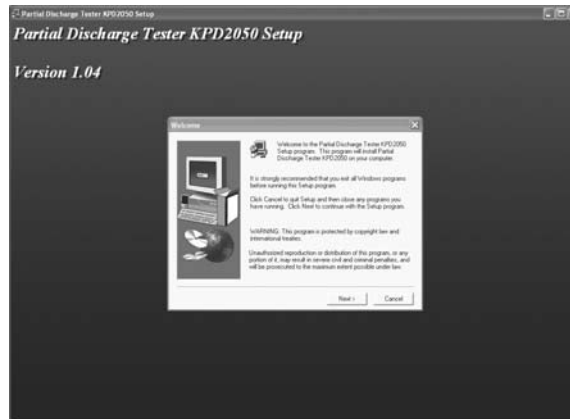 Partial Discharge Tester KPD2050 Setup
Partial Discharge Tester KPD2050 Setup
Version 1.04
Welcome
Welcome to the Partial Discharge Tester KPD2050
Setup program. This program will install Partial
Discharge Tester KPD2050 on your computer.
It is strongly recommended that you exit all Windows programs
before running this Setup program.
Click Cancel to quit Setup and then close any programs you
have running. Click Next to continue with the Setup program.
WARNING: This program is protected by copyright law and
international treaties.
Unauthorized reproduction or distribution of this program, or any
portion of it, may result in severe civil and criminal penalties, and
will be prosecuted to the maximum extent possible under law.
Next >
Cancel